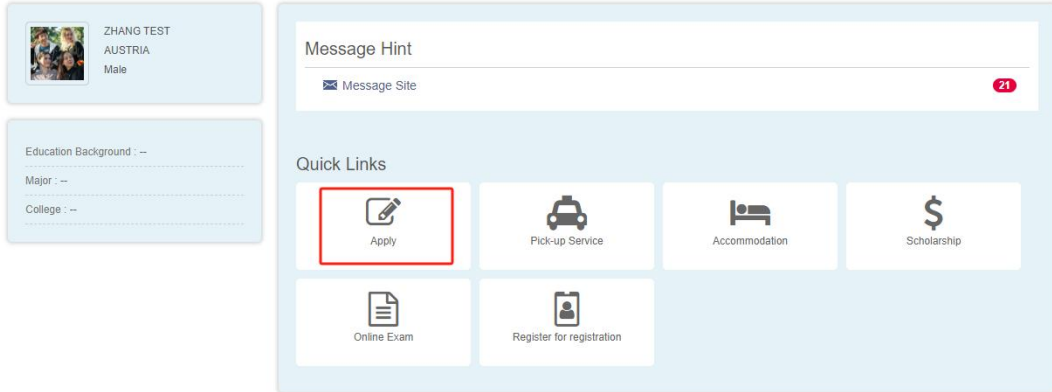 ZHANG TEST
AUSTRIA
Male
Education Background : --
Major : --
College : --
Message Hint
Message Site
21
Quick Links
Apply
Pick-up Service
Accommodation
Scholarship
Online Exam
Register for registration